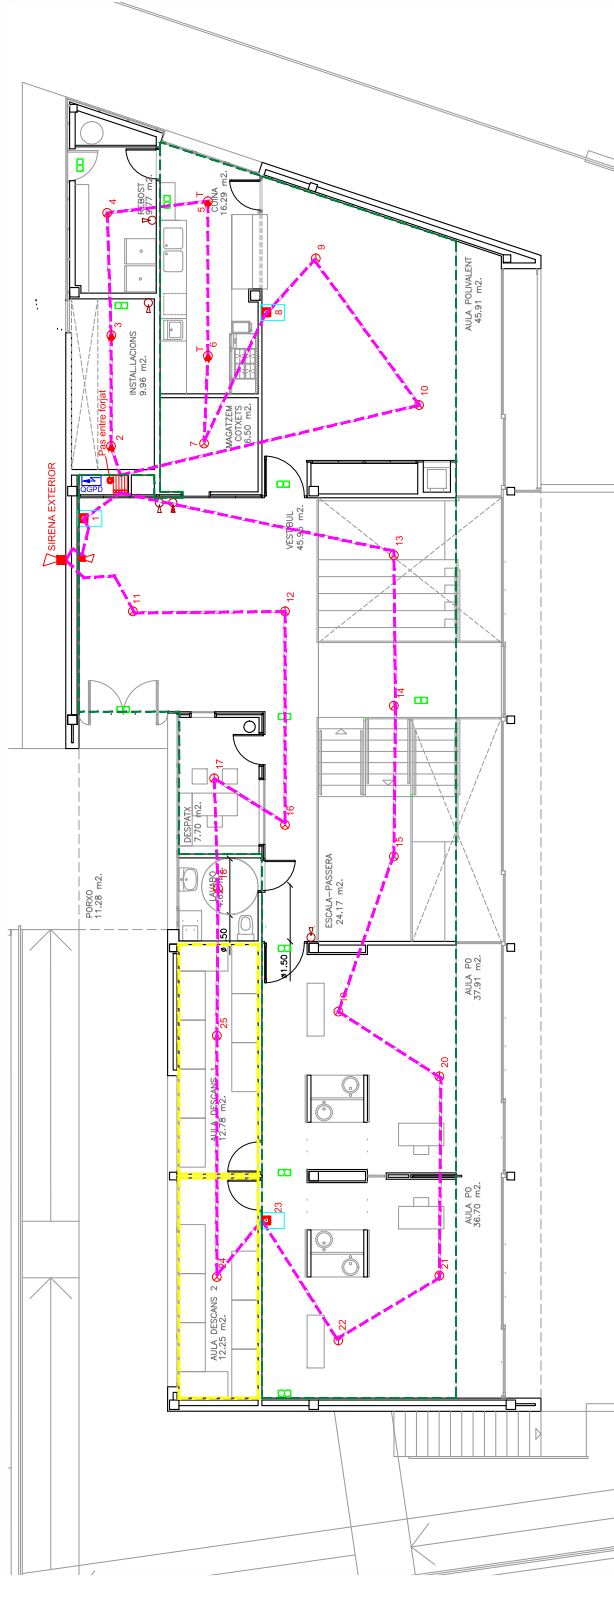 4
REBOST
9.77 m2.
T
5
CUINA
16.29 m2.
9
AULA POLIVALENT
45.91 m2.
8
3
INSTAL.LACIONS
9.96 m2.
T
6
10
2
Pas entre forjat
7
MAGATZEM
COTXETS
6.50 m2.
SIRENA EXTERIOR
QGPD
1
VESTIBUL
45.95 m2.
13
11
12
14
17
DESPATX
7.70 m2.
16
15
LAVABO
18
PORXO
11.28 m2.
ESCALA-PASSERA
24.17 m2.
ø1.50
ø1.50
AULA P0
37.91 m2.
19
25
20
AULA DESCANS
12.78 m2.
23
AULA P0
36.70 m2.
24
21
AULA DESCANS 2
12.25 m2.
22